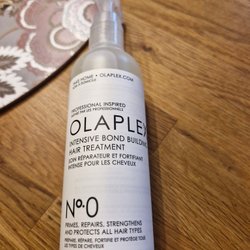 TAKE HOME • OLAPLEX.COM
PROFESSIONAL INSPIRED
OLAPLEX
INTENSIVE BOND BUILDING
HAIR TREATMENT
SOIN RÉPARATEUR ET FORTIFIANT
INTENSE POUR LES CHEVEUX
Nº.0
PRIMES, REPAIRS, STRENGTHENS
AND PROTECTS ALL HAIR TYPES
PRÉPARE, RÉPARE, FORTIFIE ET PROTÈGE TOUS
LES TYPES DE CHEVEUX